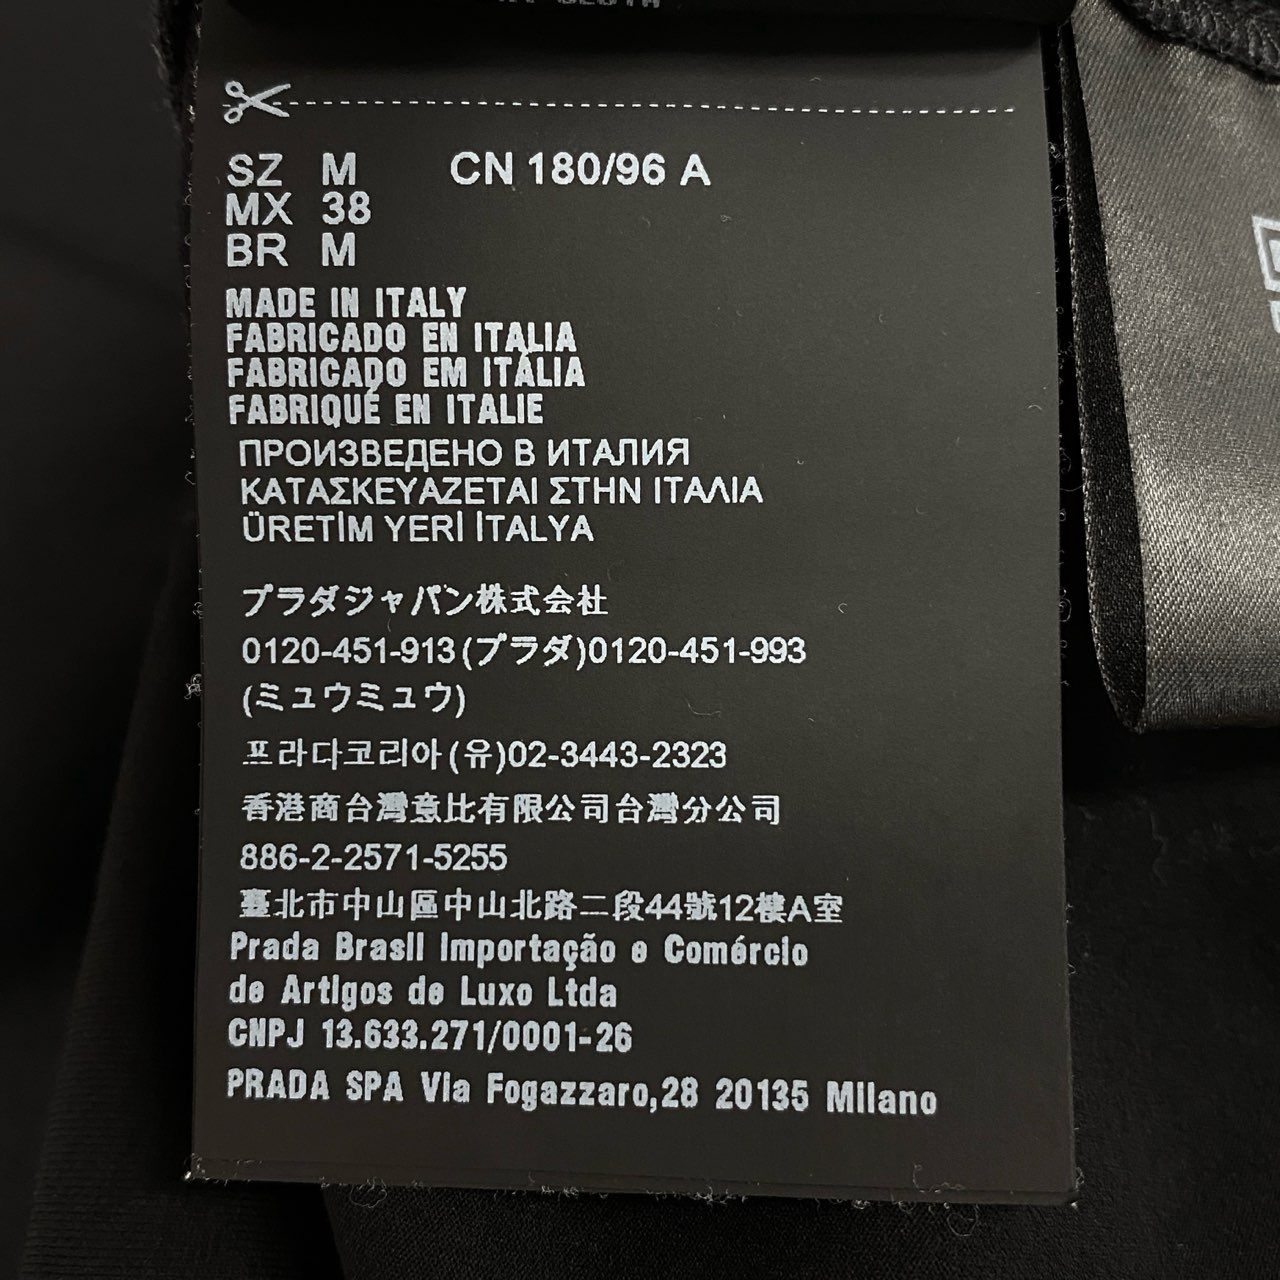 SZ M CN 180/96 A
MX 38
BR M
MADE IN ITALY
FABRICADO EN ITALIA
FABRICADO EM ITÁLIA
FABRIQUÉ EN ITALIE
ПРОИЗВЕДЕНО В ИТАЛИЯ
ΚΑΤΑΣΚΕΥΑΖΕΤΑΙ ΣΤΗΝ ΙΤΑΛΙΑ
ÜRETİM YERİ İTALYA
プラダジャパン株式会社
0120-451-913(プラダ)0120-451-993
(ミュウミュウ)
프라다코리아(유)02-3443-2323
香港商台灣意比有限公司台灣分公司
886-2-2571-5255
臺北市中山區中山北路二段44號12樓A室
Prada Brasil Importação e Comércio
de Artigos de Luxo Ltda
CNPJ 13.633.271/0001-26
PRADA SPA Via Fogazzaro,28 20135 Milano